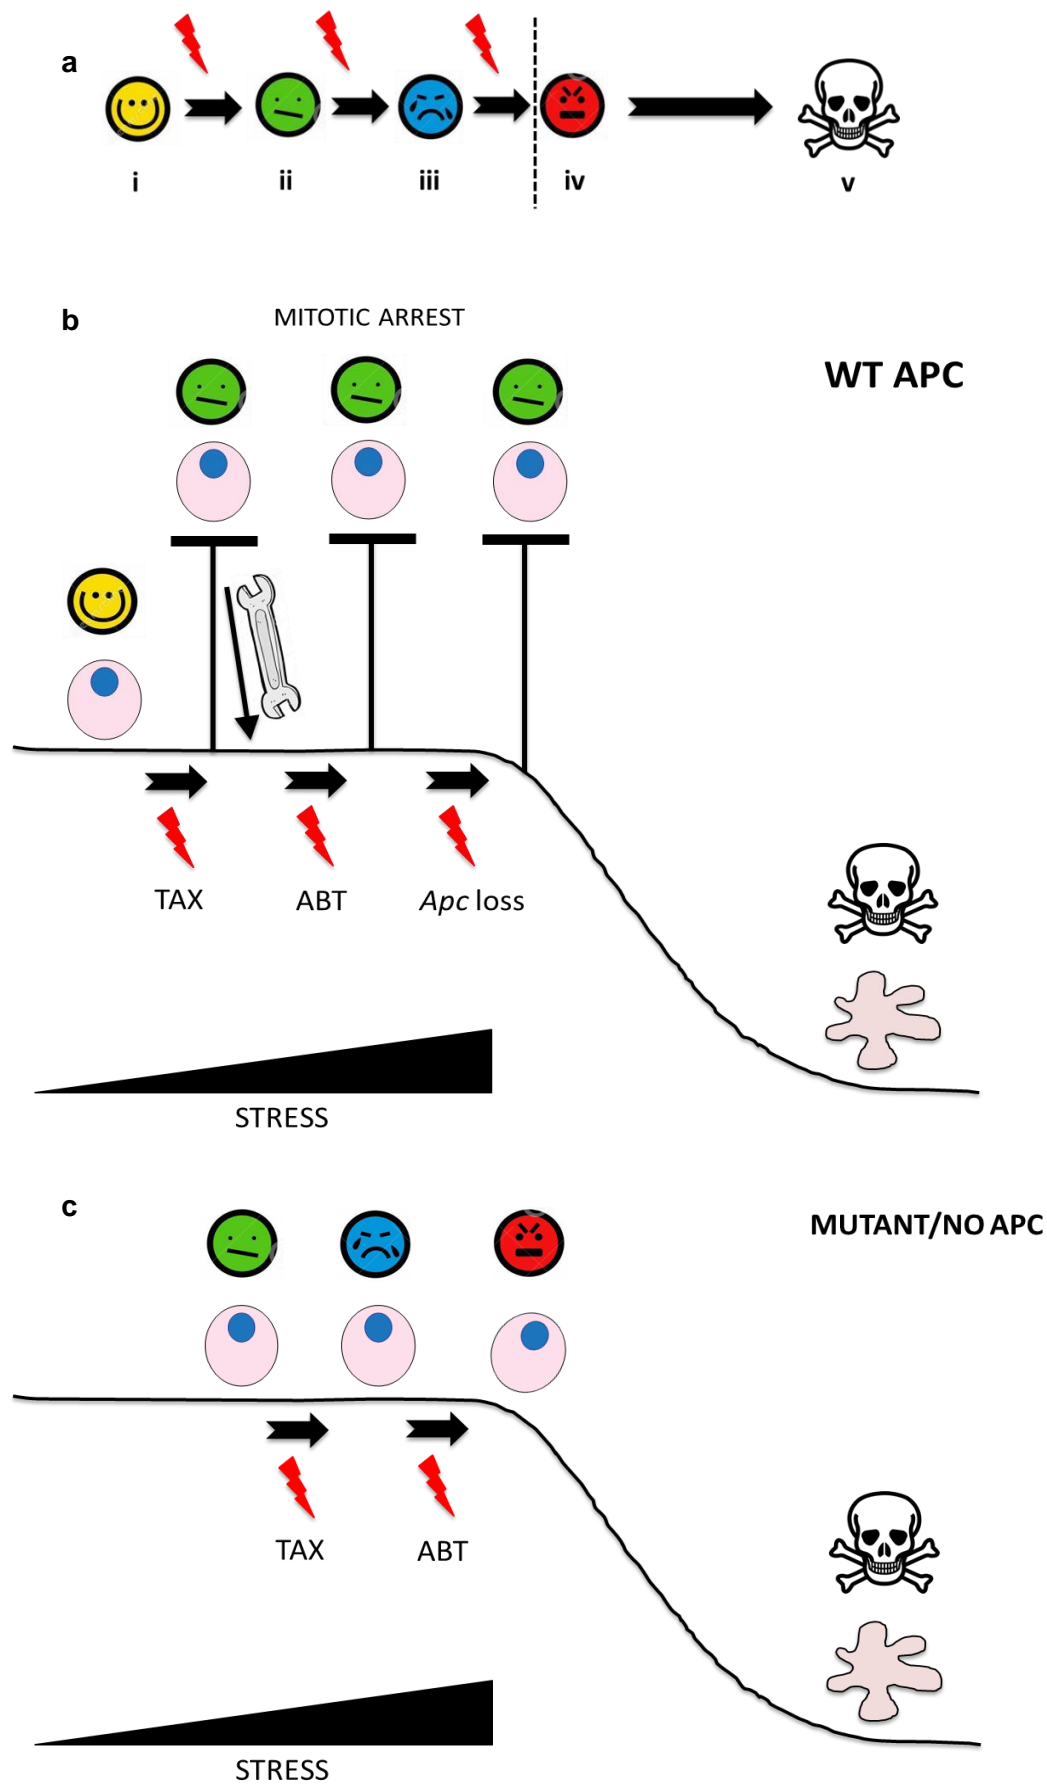 a
i ii iii iv v
b
MITOTIC ARREST
WT APC
TAX ABT Apc loss
STRESS
c
MUTANT/NO APC
TAX ABT
STRESS